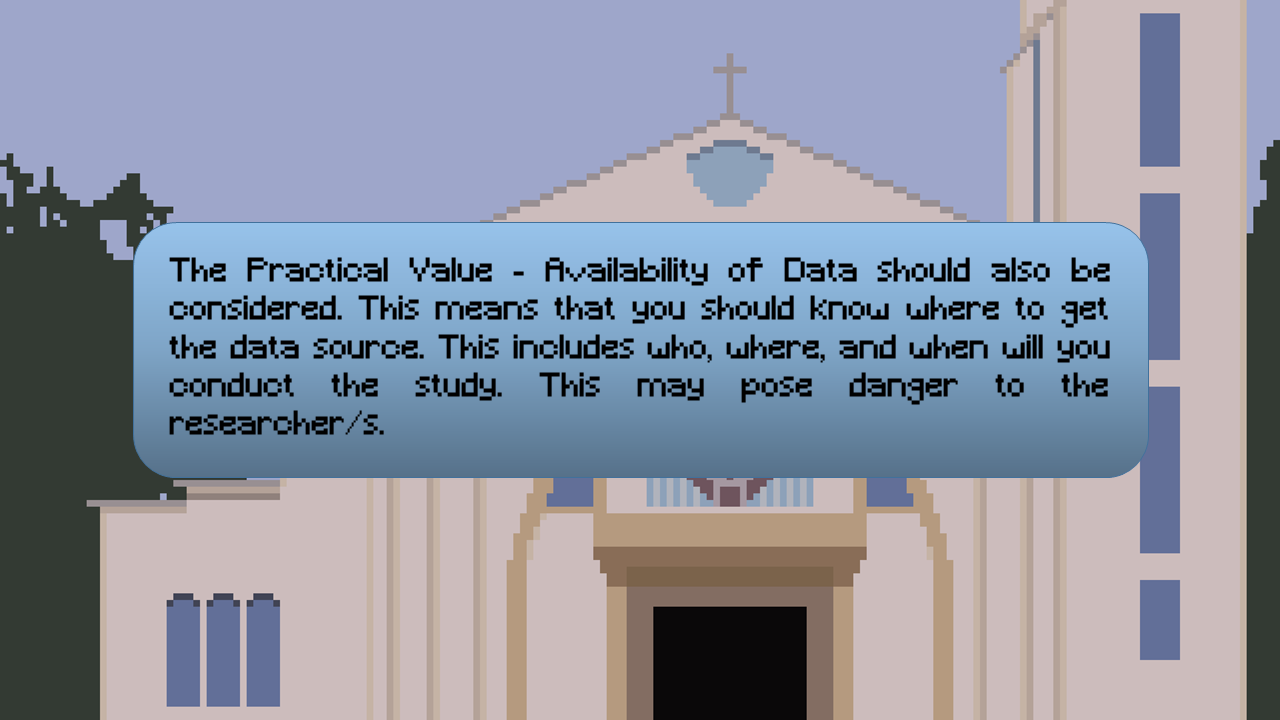 The Practical Value - Availability of Data should also be
considered. This means that you should know where to get
the data source. This includes who, where, and when will you
conduct the study. This may pose danger to the
researcher/s.